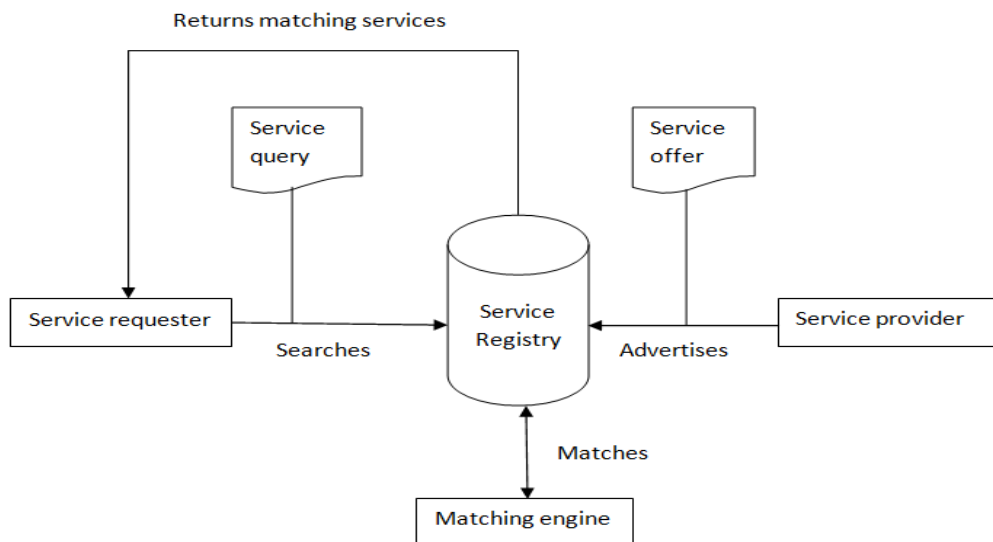 Returns matching services
Service
query
Service
offer
Service requester
Searches
Service
Registry
Advertises
Service provider
Matches
Matching engine